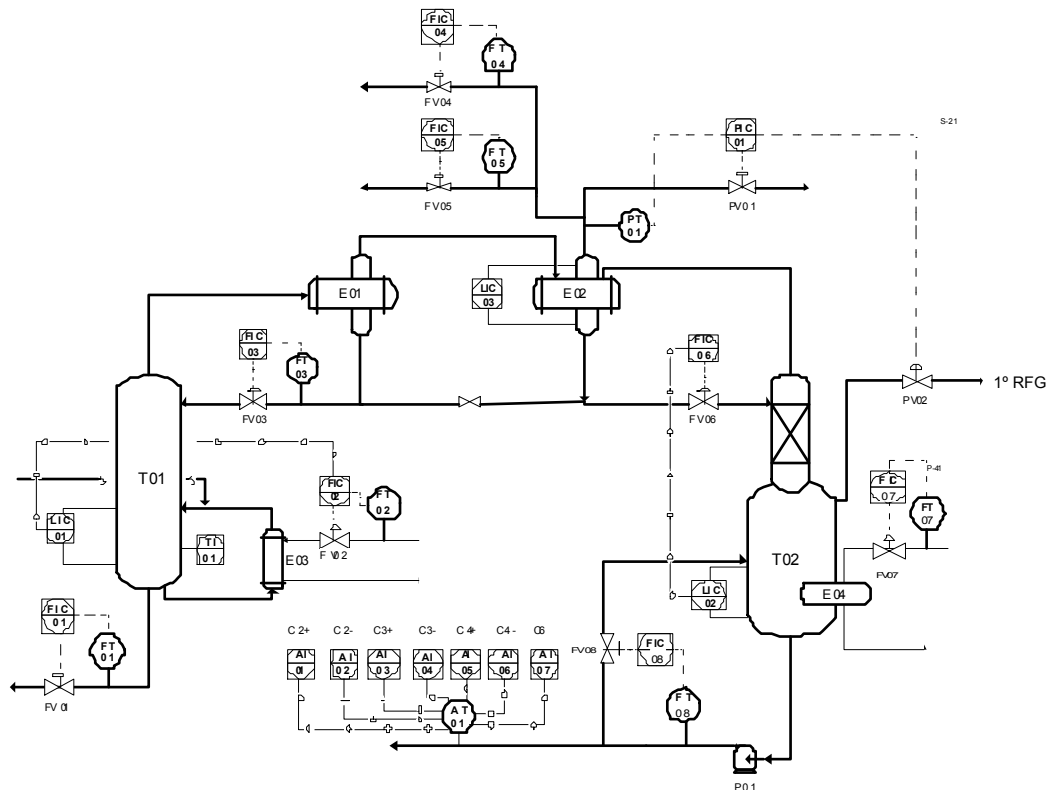 FIC
04
FT
04
FV04
FIC
05
FT
05
FV05
PIC
01
S-21
PV01
PT
01
E01
LIC
03
E02
FIC
03
FT
03
FV03
FIC
06
FV06
PV02
1º RFG
T01
LIC
01
FIC
02
FT
02
FV02
TI
01
E03
P-41
FIC
07
FT
07
FV07
T02
E04
LIC
02
FIC
01
FT
01
FV01
C2+ C2- C3+ C3- C4+ C4- C6
AI
01
AI
02
AI
03
AI
04
AI
05
AI
06
AI
07
AT
01
FV08
FIC
08
FT
08
P01